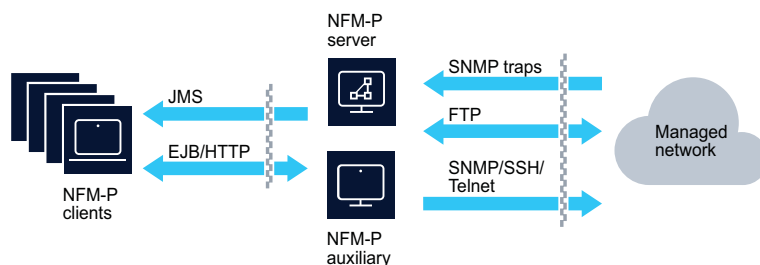 NFM-P
server
SNMP traps
JMS
FTP
Managed
network
EJB/HTTP
SNMP/SSH/
Telnet
NFM-P
clients
NFM-P
auxiliary